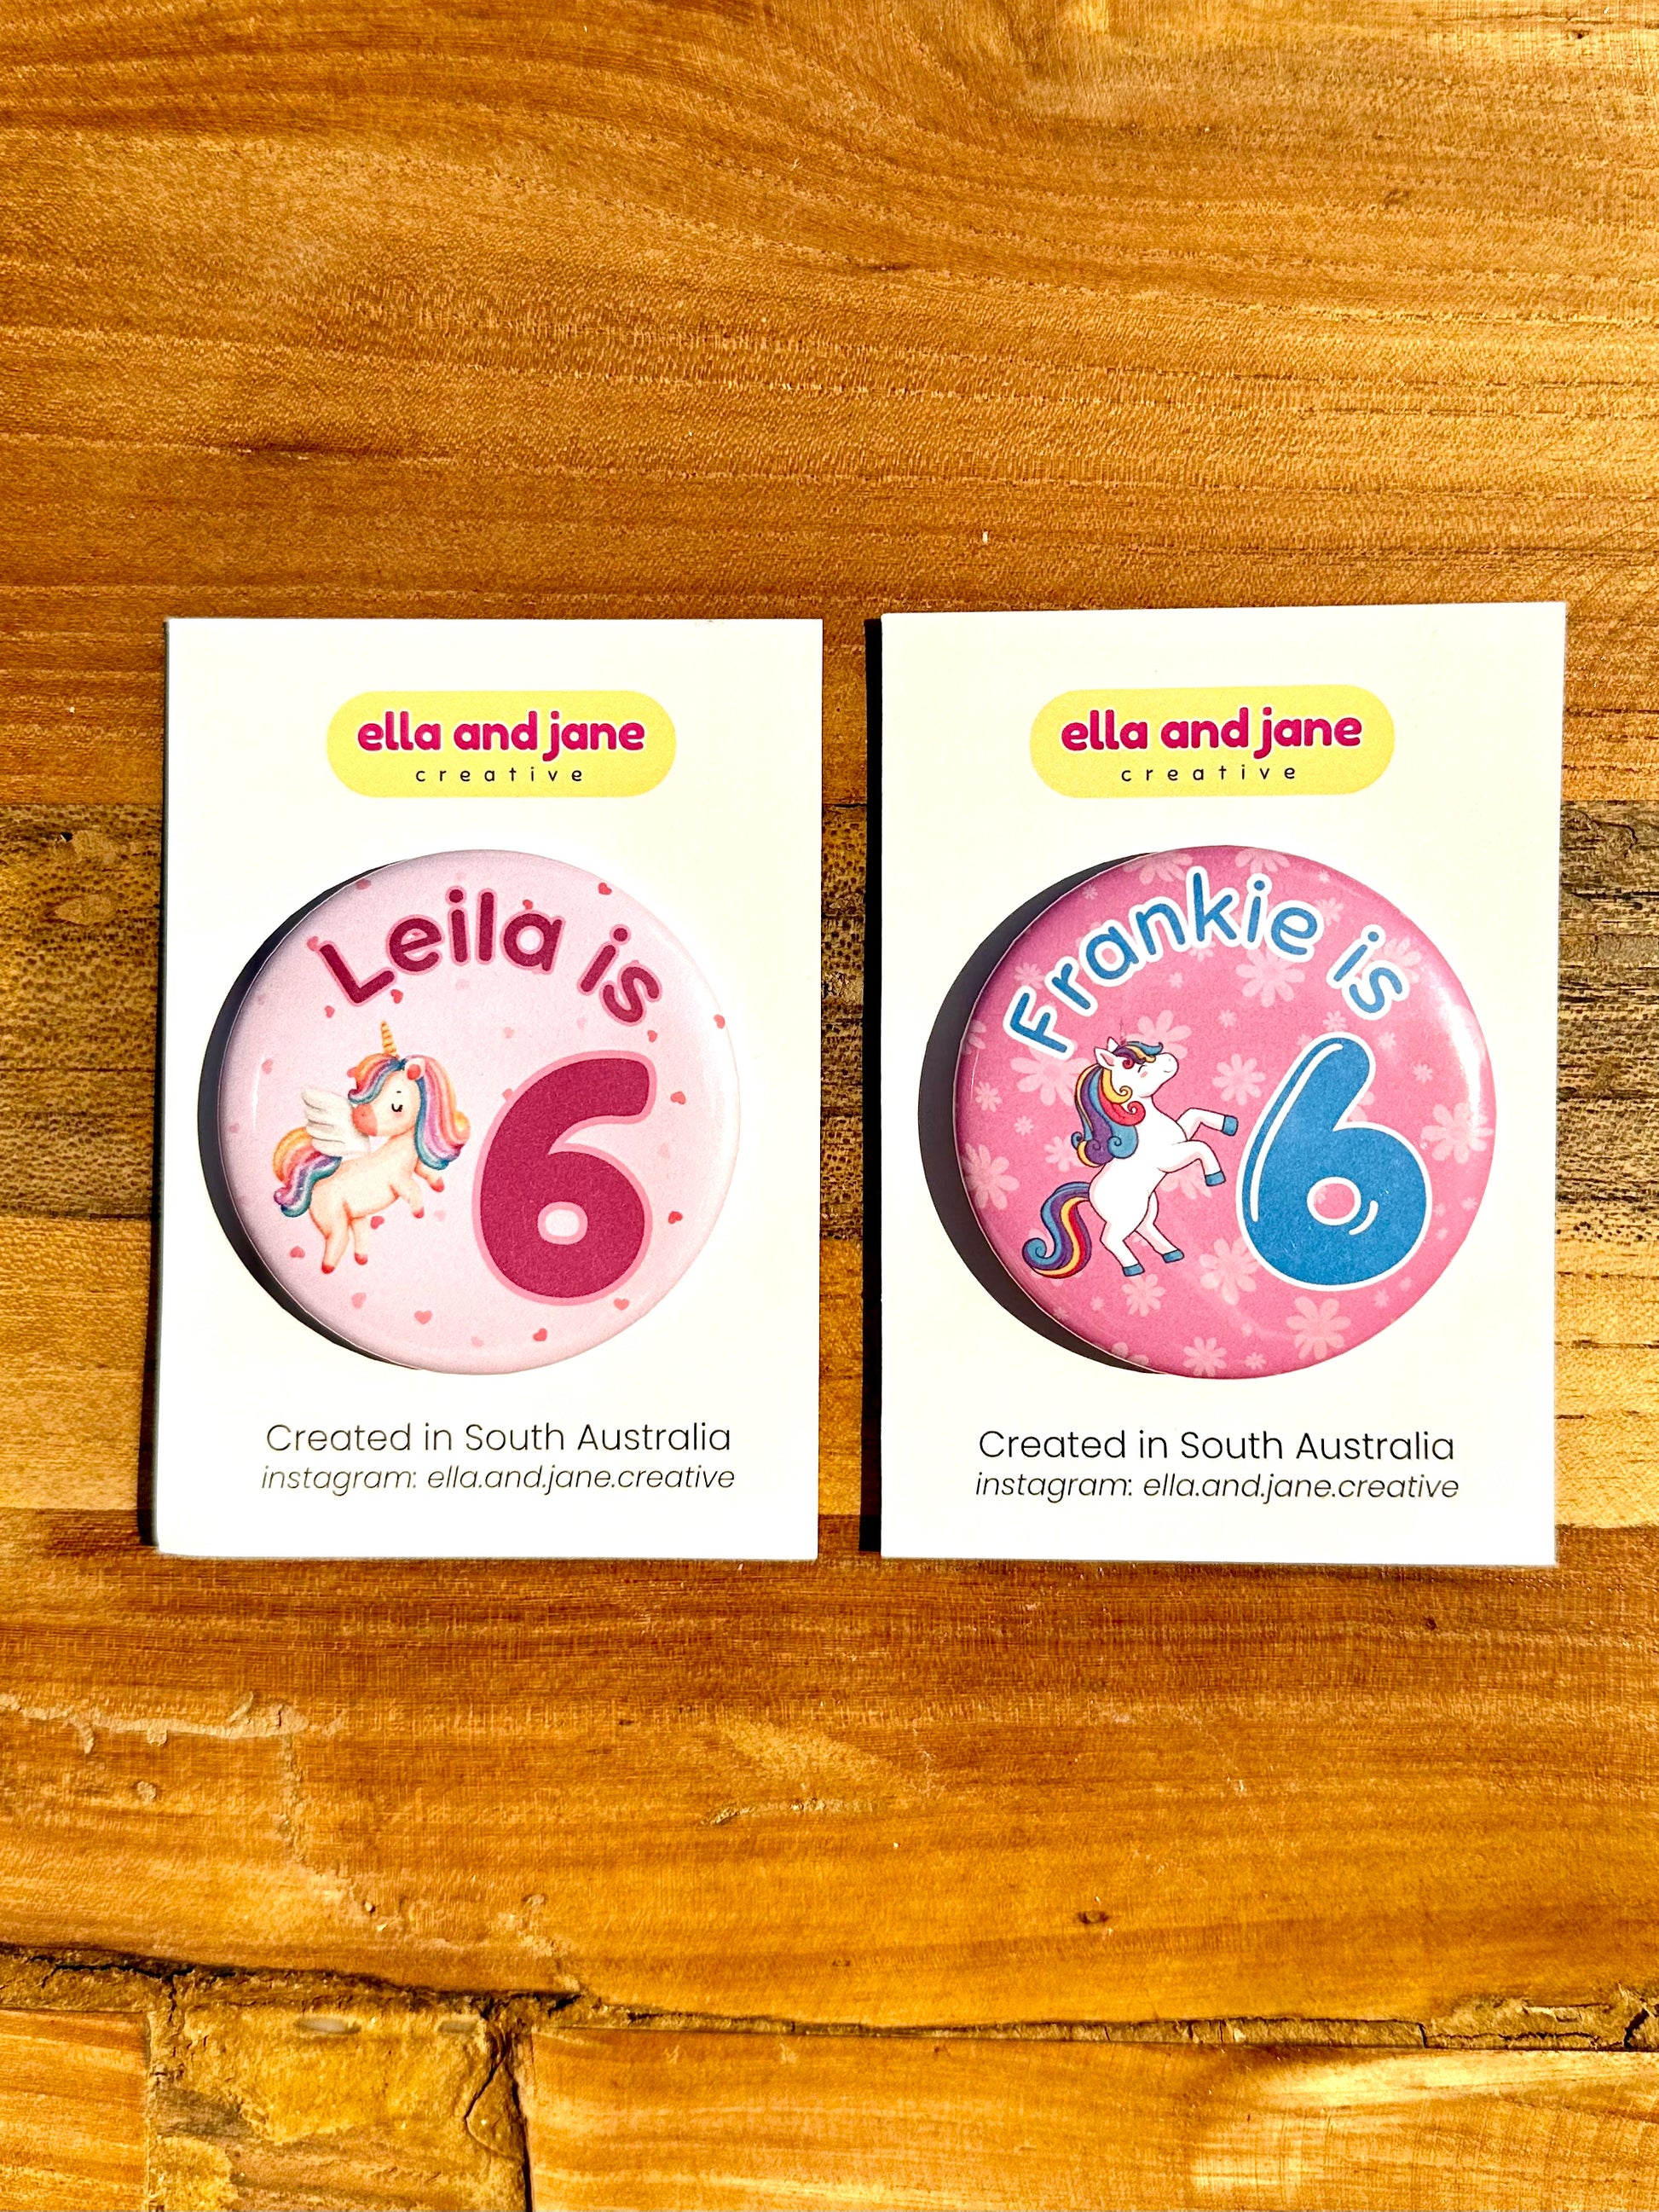 ella and jane
creative
Leila is
6
Created in South Australia
instagram: ella.and.jane.creative
ella and jane
creative
Frankie is
6
Created in South Australia
instagram: ella.and.jane.creative